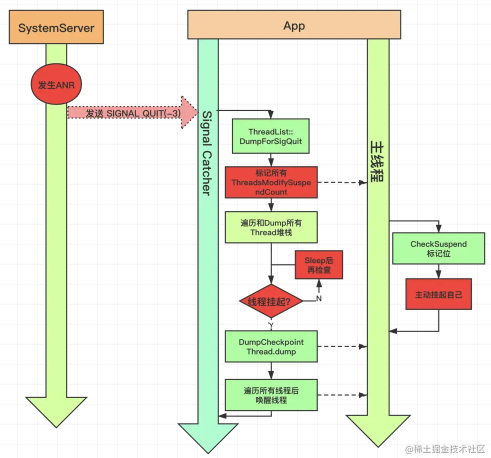 SystemServer
App
发生ANR
发送 SIGNAL QUIT(-3)
Signal Catcher
ThreadList::
DumpForSigQuit
标记所有
ThreadsModifySuspe
ndCount
遍历和Dump所有
Thread堆栈
Sleep后
再检查
线程挂起?
N
Y
DumpCheckpoint
Thread.dump
遍历所有线程后
唤醒线程
主线程
CheckSuspend
标记位
主动挂起自己
@稀土掘金技术社区